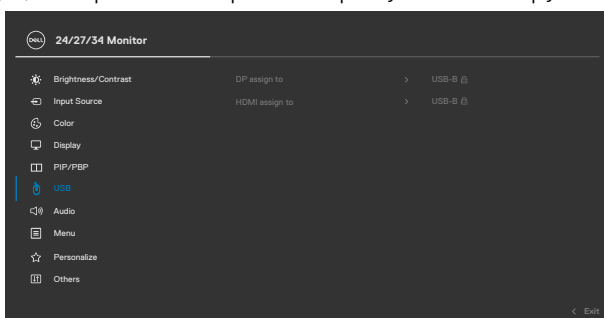 DELL 24/27/34 Monitor
Brightness/Contrast DP assign to > USB-B
Input Source HDMI assign to > USB-B
Color
Display
PIP/PBP
USB
Audio
Menu
Personalize
Others
< Exit